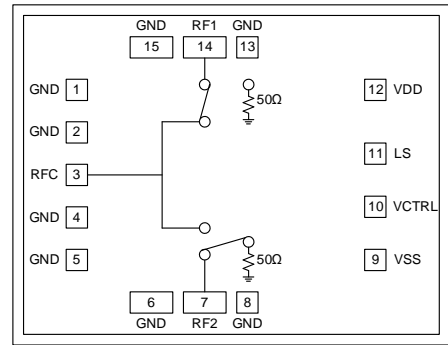 GND RF1 GND
15 14 13
GND 1
50Ω
12 VDD
GND 2
11 LS
RFC 3
10 VCTRL
GND 4
GND 5
50Ω
9 VSS
6 7 8
GND RF2 GND